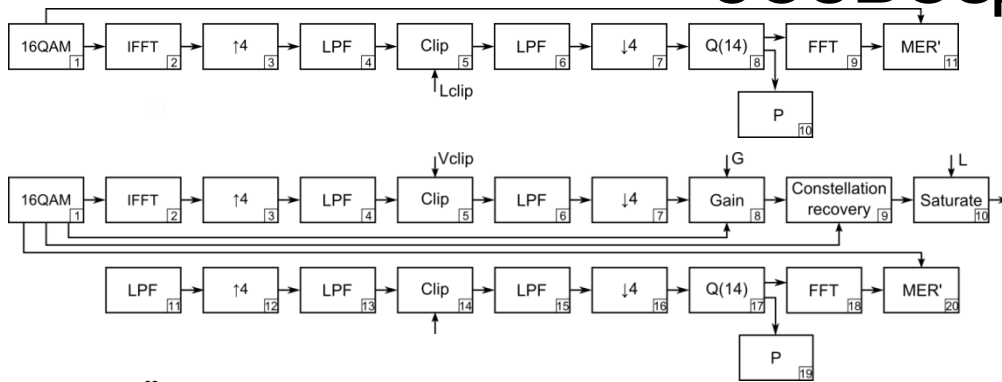 16QAM 1 IFFT 2 ↑4 3 LPF 4 Clip 5 LPF 6 ↓4 7 Q(14) 8 FFT 9 MER' 11
Lclip
P 10
Vclip G L
16QAM 1 IFFT 2 ↑4 3 LPF 4 Clip 5 LPF 6 ↓4 7 Gain 8 Constellation recovery 9 Saturate 10
LPF 11 ↑4 12 LPF 13 Clip 14 LPF 15 ↓4 16 Q(14) 17 FFT 18 MER' 20
P 19